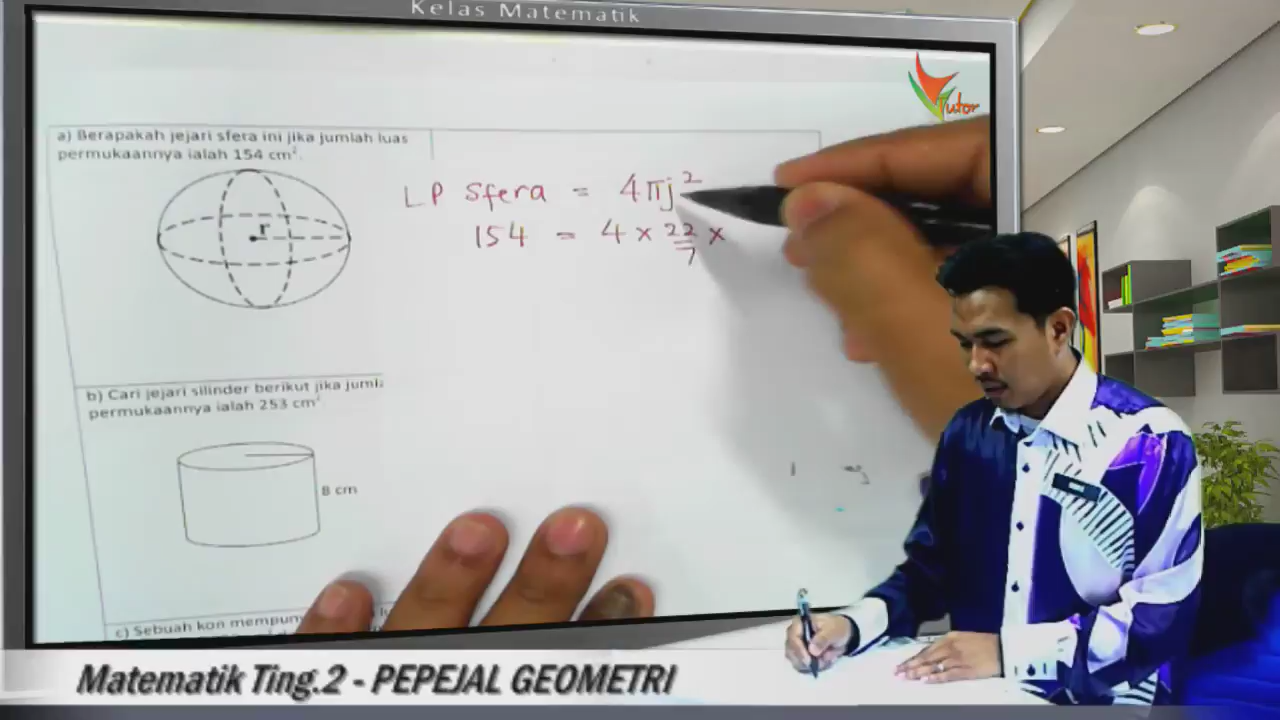 Kelas Matematik
Tutor
a) Berapakah jejari sfera ini jika jumlah luas
permukaannya ialah 154 cm².
r
LP Sfera = 4πj²
154 = 4 × 22/7 ×
b) Cari jejari silinder berikut jika
permukaannya ialah 253 cm².
8 cm
c) Sebuah kon
Matematik Ting.2 - PEPEJAL GEOMETRI